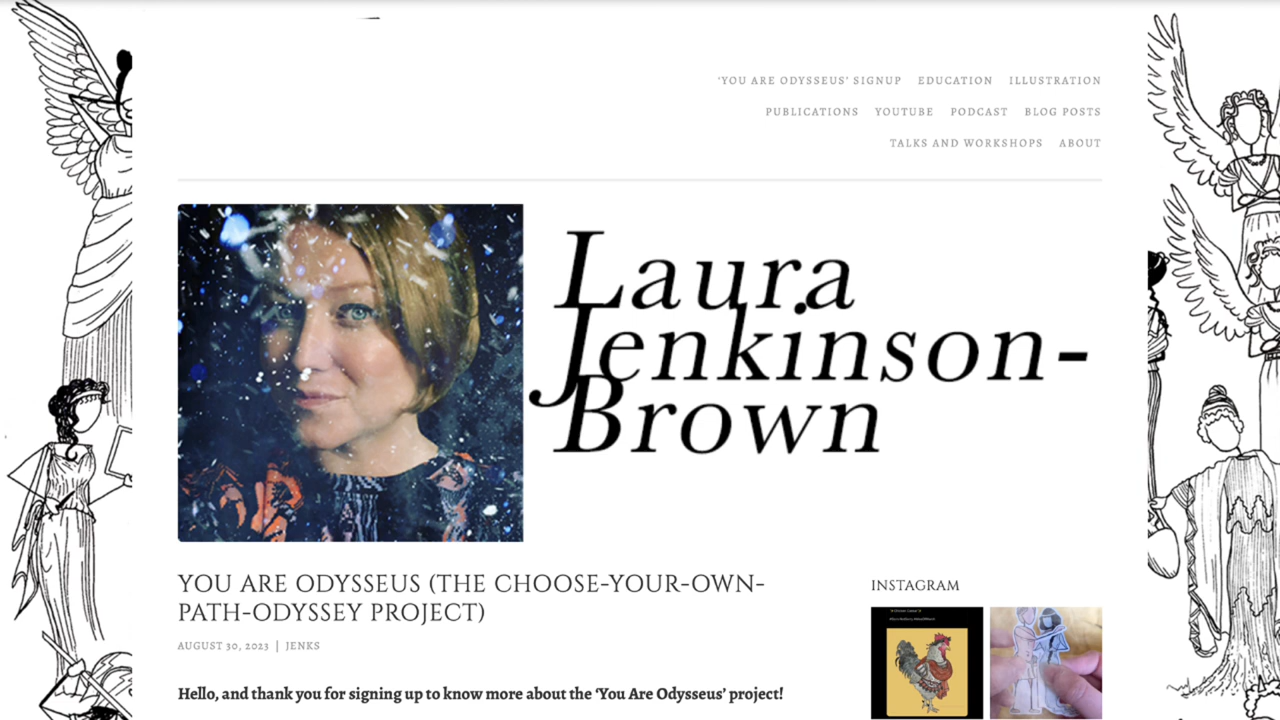 ‘YOU ARE ODYSSEUS’ SIGNUP EDUCATION ILLUSTRATION
PUBLICATIONS YOUTUBE PODCAST BLOG POSTS
TALKS AND WORKSHOPS ABOUT
Laura
Jenkinson-
Brown
YOU ARE ODYSSEUS (THE CHOOSE-YOUR-OWN-
PATH-ODYSSEY PROJECT)
AUGUST 30, 2023 | JENKS
Hello, and thank you for signing up to know more about the ‘You Are Odysseus’ project!
INSTAGRAM